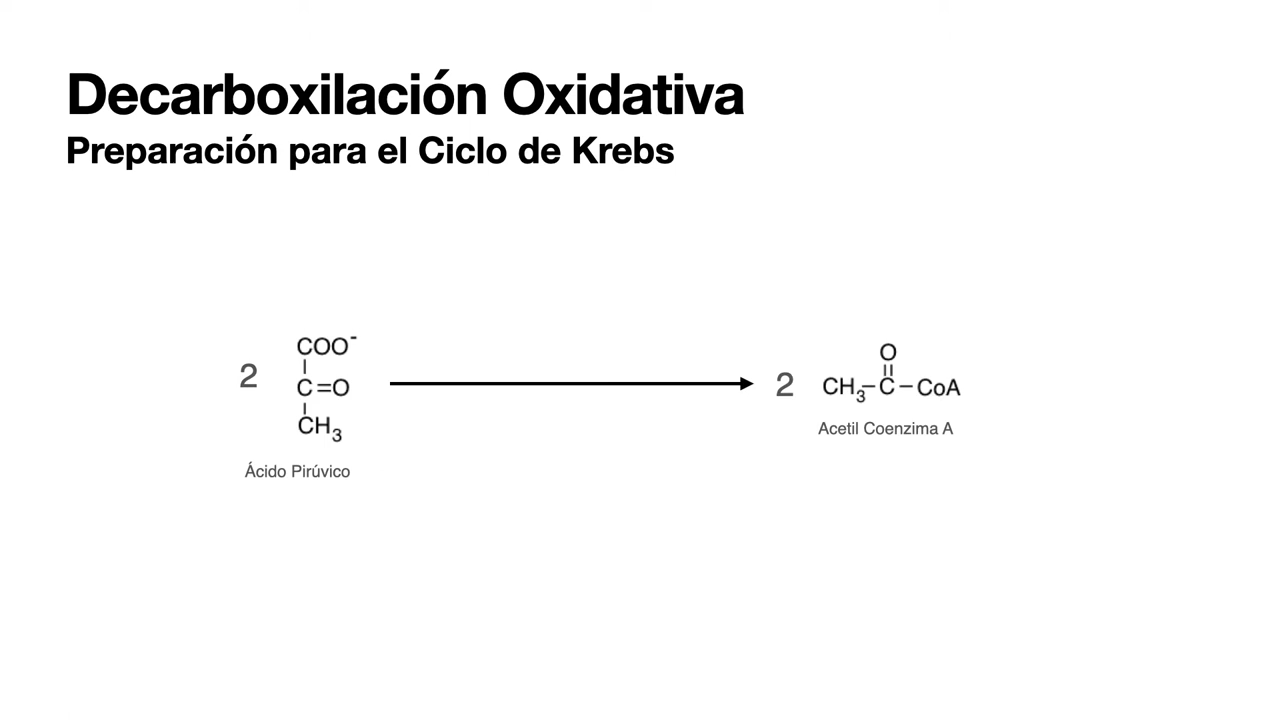 Decarboxilación Oxidativa
Preparación para el Ciclo de Krebs
2
COO-
C=O
CH3
Ácido Pirúvico
2
O
CH3–C–CoA
Acetil Coenzima A